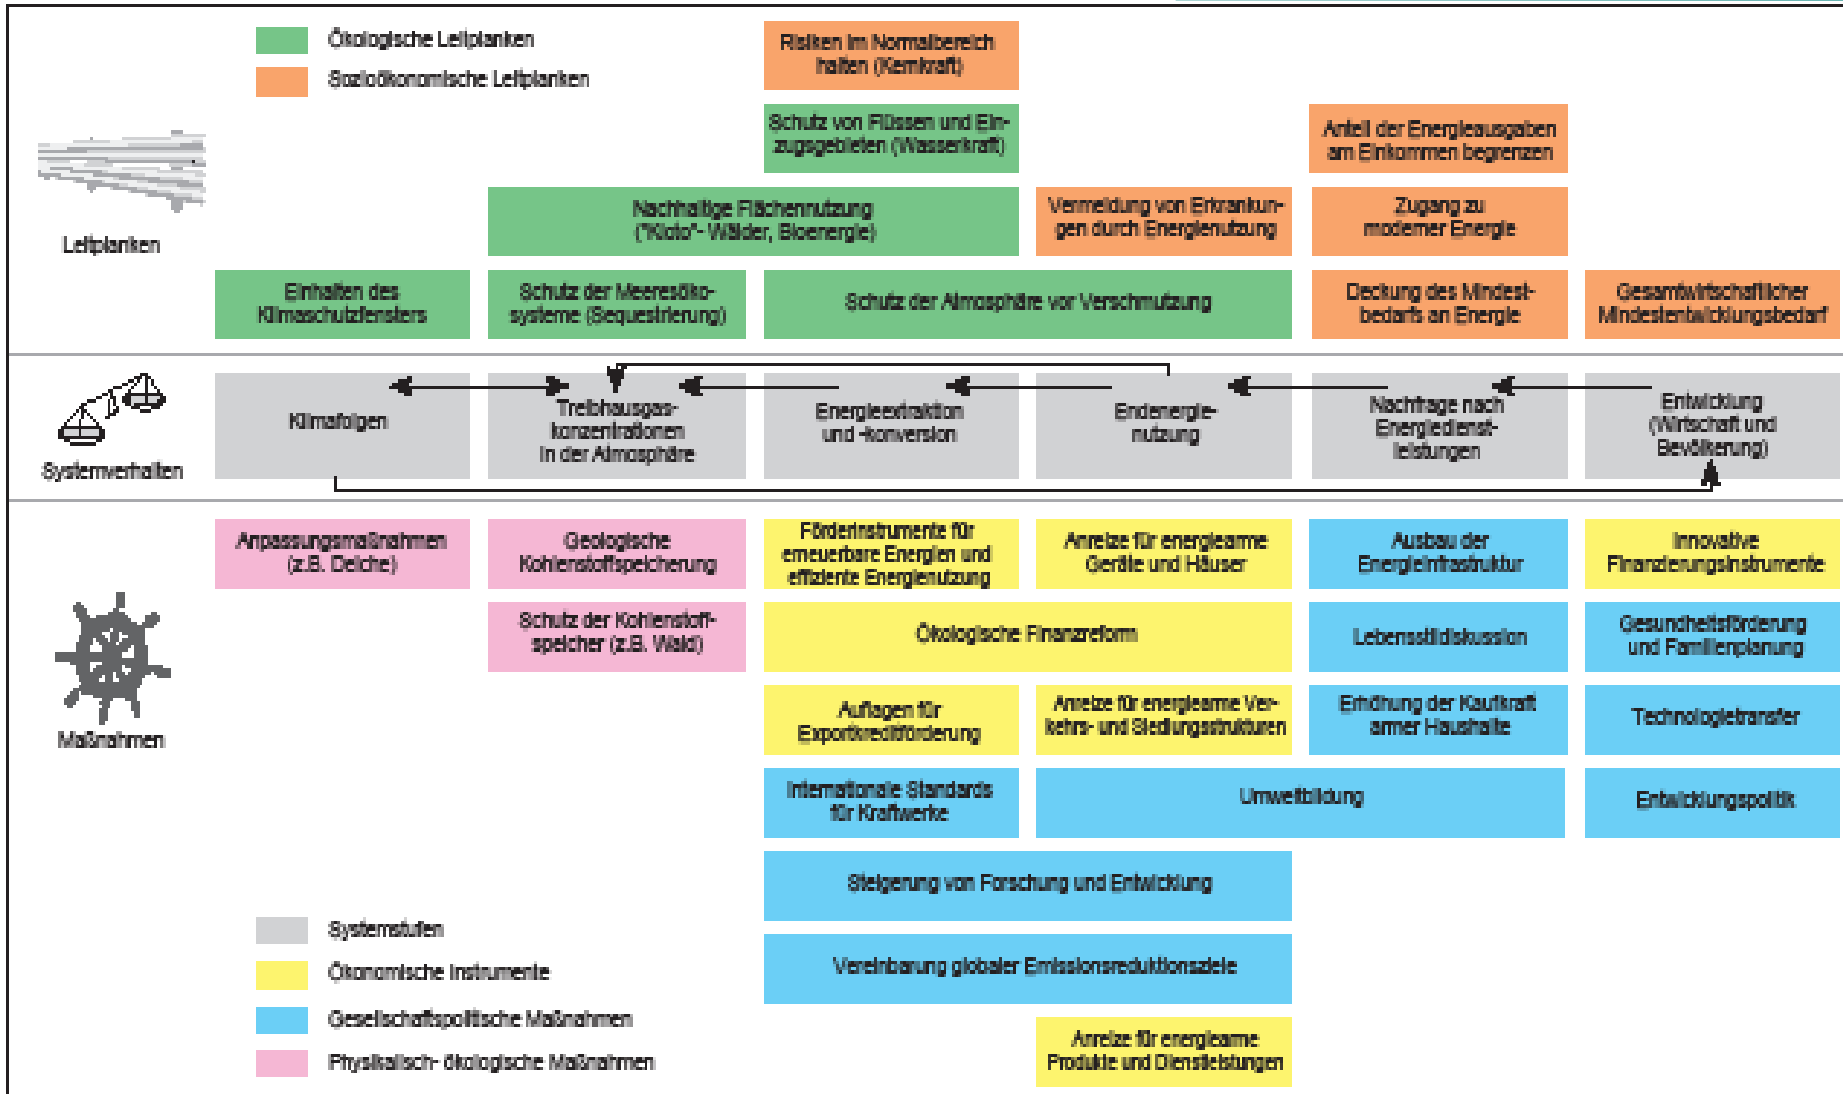 Ökologische Leitplanken
Sozioökonomische Leitplanken
Leitplanken
Risiken im Normalbereich
halten (Kernkraft)
Schutz von Flüssen und Ein-
zugsgebieten (Wasserkraft)
Anteil der Energieausgaben
am Einkommen begrenzen
Nachhaltige Flächennutzung
("Kioto"- Wälder, Bioenergie)
Vermeidung von Erkrankun-
gen durch Energienutzung
Zugang zu
moderner Energie
Einhalten des
Klimaschutzfensters
Schutz der Meeresöko-
systeme (Sequestrierung)
Schutz der Atmosphäre vor Verschmutzung
Deckung des Mindest-
bedarfs an Energie
Gesamtwirtschaftlicher
Mindestentwicklungsbedarf
Systemverhalten
Klimafolgen
Treibhausgas-
konzentrationen
in der Atmosphäre
Energieextraktion
und -konversion
Endenergie-
nutzung
Nachfrage nach
Energiedienst-
leistungen
Entwicklung
(Wirtschaft und
Bevölkerung)
Maßnahmen
Anpassungsmaßnahmen
(z.B. Deiche)
Geologische
Kohlenstoffspeicherung
Förderinstrumente für
erneuerbare Energien und
effiziente Energienutzung
Anreize für energiearme
Geräte und Häuser
Ausbau der
Energieinfrastruktur
Innovative
Finanzierungsinstrumente
Schutz der Kohlenstoff-
speicher (z.B. Wald)
Ökologische Finanzreform
Lebensstildiskussion
Gesundheitsförderung
und Familienplanung
Auflagen für
Exportkreditförderung
Anreize für energiearme Ver-
kehrs- und Siedlungsstrukturen
Erhöhung der Kaufkraft
armer Haushalte
Technologietransfer
Internationale Standards
für Kraftwerke
Umweltbildung
Entwicklungspolitik
Steigerung von Forschung und Entwicklung
Vereinbarung globaler Emissionsreduktionsziele
Anreize für energiearme
Produkte und Dienstleistungen
Systemstufen
Ökonomische Instrumente
Gesellschaftspolitische Maßnahmen
Physikalisch- ökologische Maßnahmen